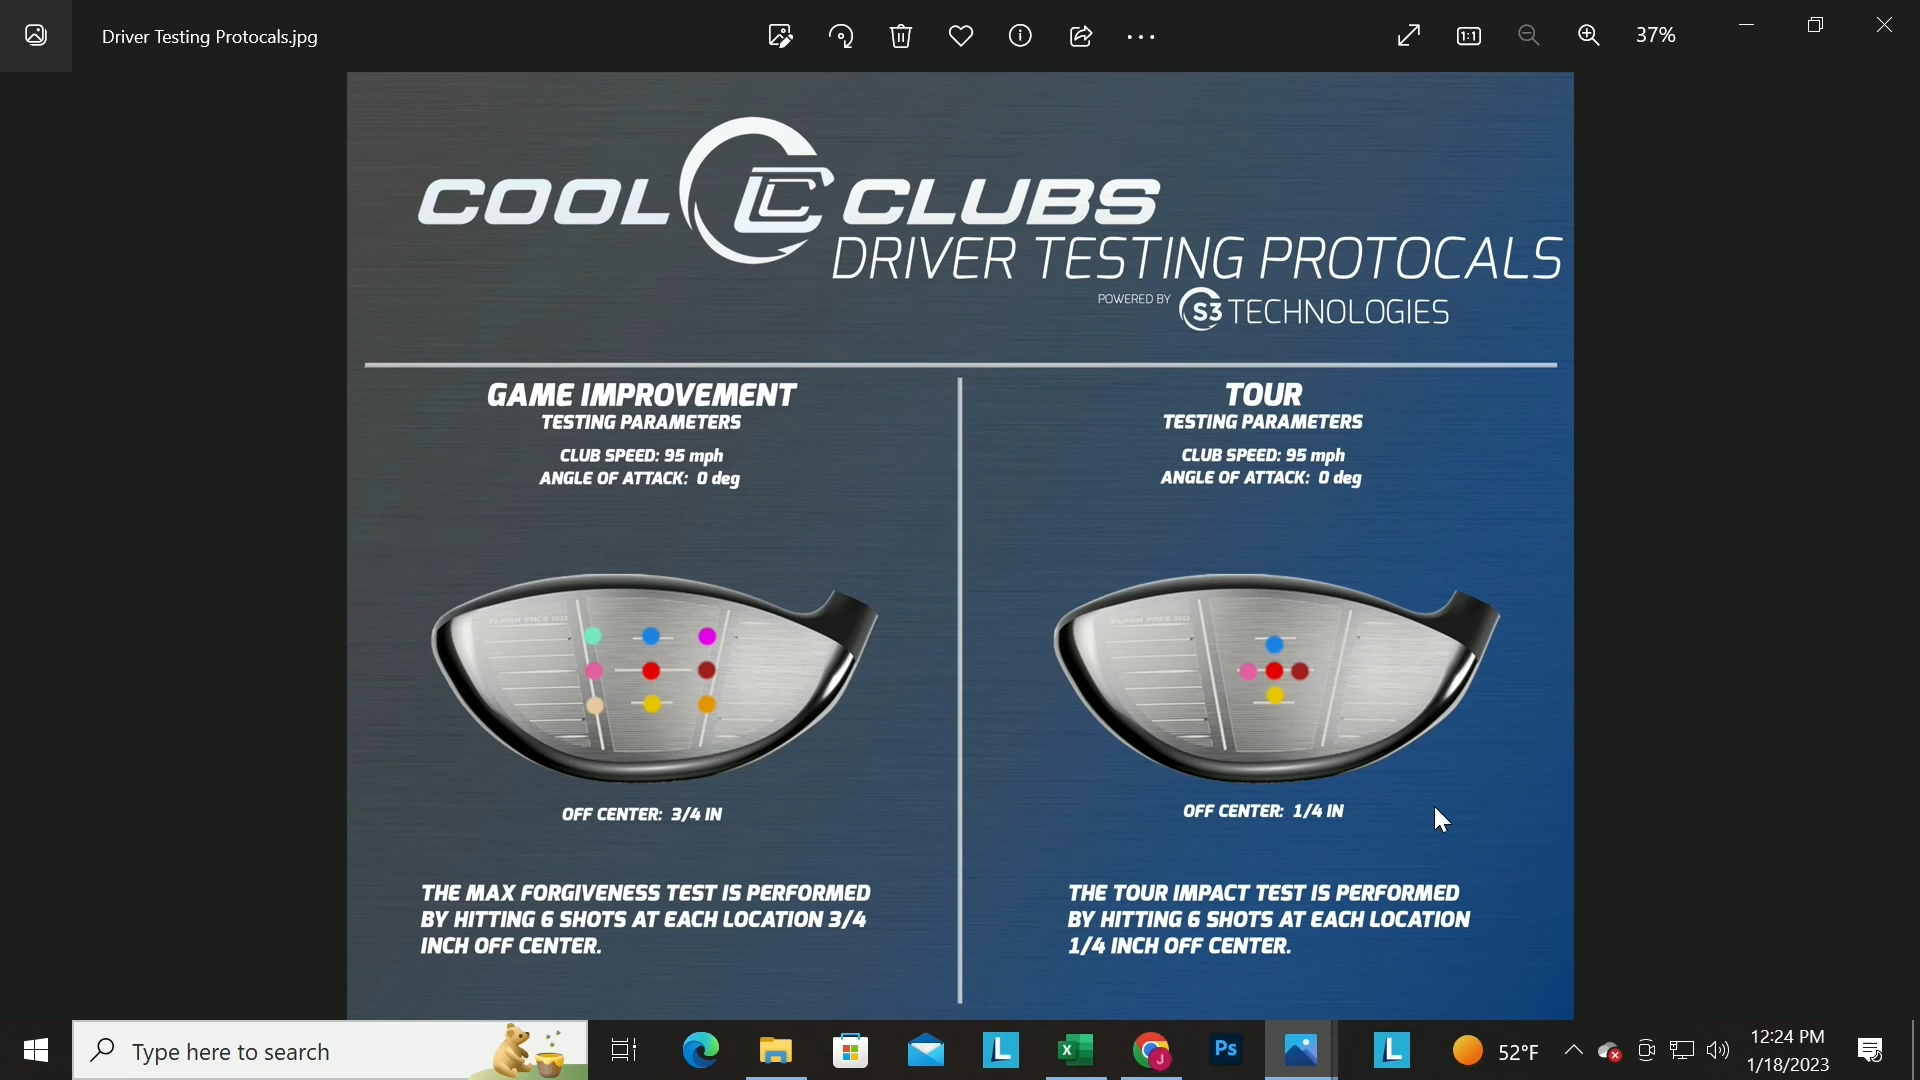 Driver Testing Protocals.jpg
37%
COOL CLUBS
DRIVER TESTING PROTOCALS
POWERED BY S3 TECHNOLOGIES
GAME IMPROVEMENT
TESTING PARAMETERS
CLUB SPEED: 95 mph
ANGLE OF ATTACK: 0 deg
OFF CENTER: 3/4 IN
THE MAX FORGIVENESS TEST IS PERFORMED
BY HITTING 6 SHOTS AT EACH LOCATION 3/4
INCH OFF CENTER.
TOUR
TESTING PARAMETERS
CLUB SPEED: 95 mph
ANGLE OF ATTACK: 0 deg
OFF CENTER: 1/4 IN
THE TOUR IMPACT TEST IS PERFORMED
BY HITTING 6 SHOTS AT EACH LOCATION
1/4 INCH OFF CENTER.
Type here to search
52°F
12:24 PM
1/18/2023